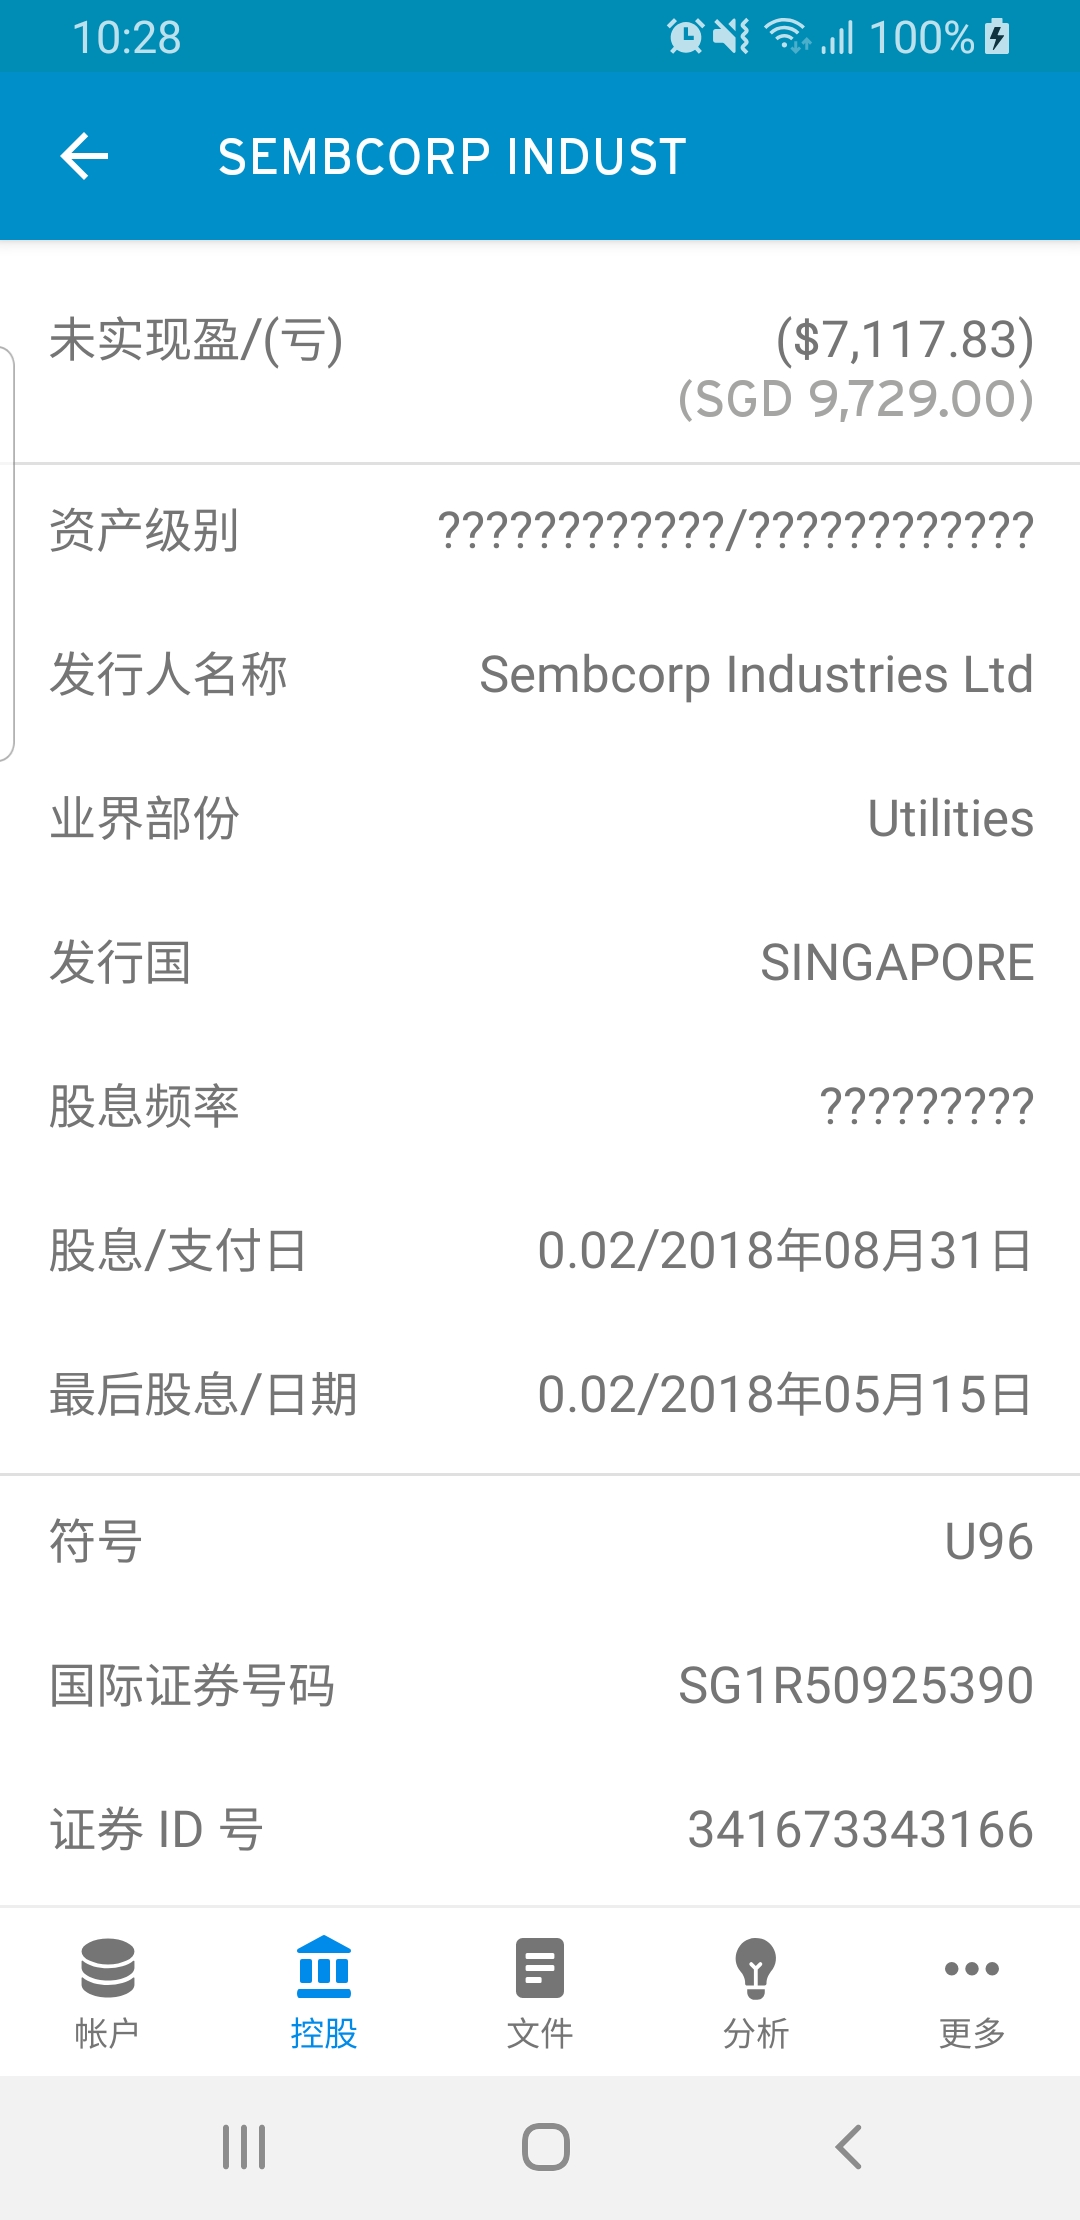 10:28 100%
SEMBCORP INDUST
未实现盈/(亏) ($7,117.83)
(SGD 9,729.00)
资产级别 ????????????/????????????
发行人名称 Sembcorp Industries Ltd
业界部份 Utilities
发行国 SINGAPORE
股息频率 ?????????
股息/支付日 0.02/2018年08月31日
最后股息/日期 0.02/2018年05月15日
符号 U96
国际证券号码 SG1R50925390
证券 ID 号 341673343166
帐户 控股 文件 分析 更多